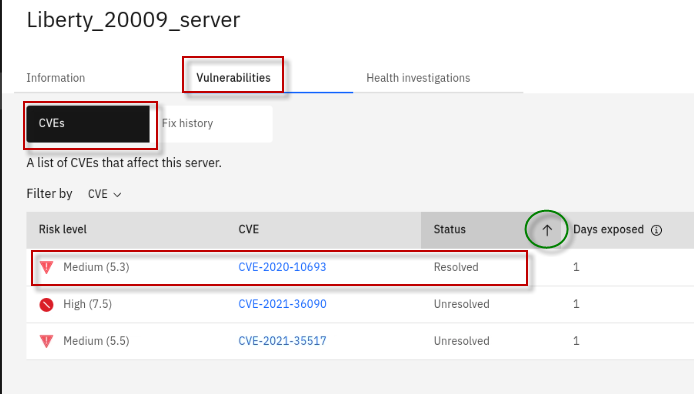 Liberty_20009_server
Information Vulnerabilities Health investigations
CVEs Fix history
A list of CVEs that affect this server.
Filter by CVE
Risk level CVE Status Days exposed
Medium (5.3) CVE-2020-10693 Resolved 1
High (7.5) CVE-2021-36090 Unresolved 1
Medium (5.5) CVE-2021-35517 Unresolved 1